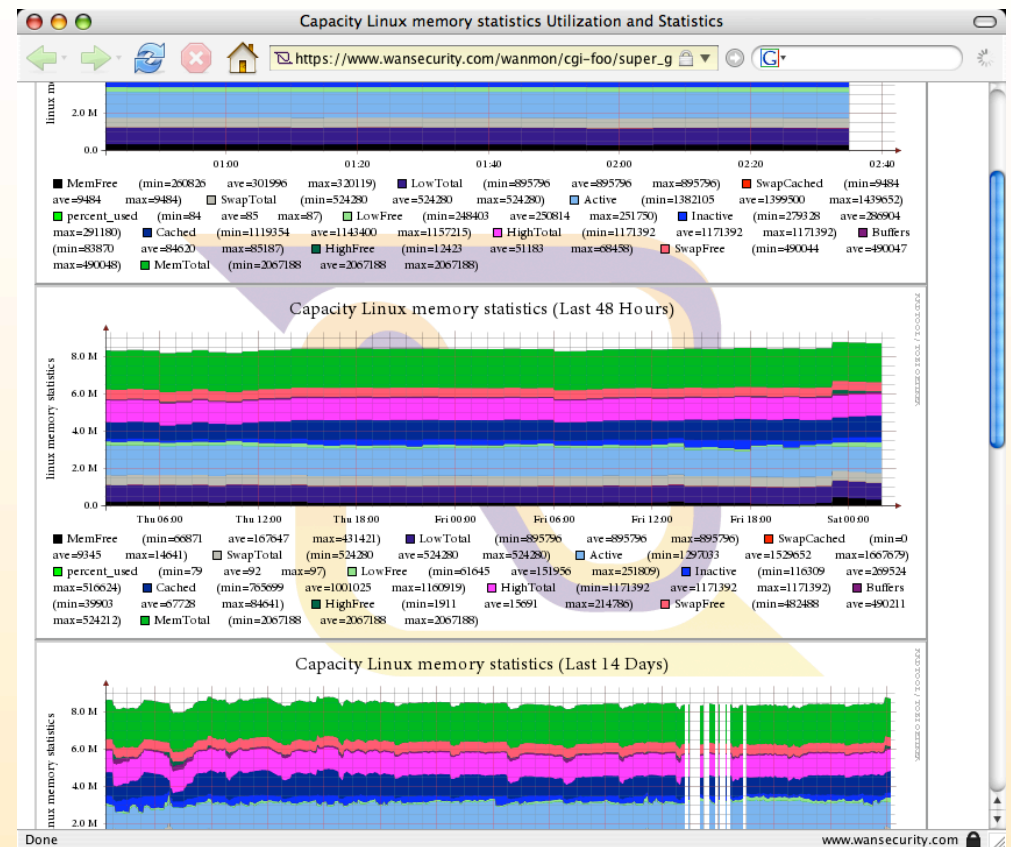 Capacity Linux memory statistics Utilization and Statistics
https://www.wansecurity.com/wanmon/cgi-foo/super_g
G
linux m
2.0 M
0.0
01:00 01:20 01:40 02:00 02:20 02:40
MemFree (min=260826 ave=301996 max=320119) LowTotal (min=895796 ave=895796 max=895796) SwapCached (min=9484
ave=9484 max=9484) SwapTotal (min=524280 ave=524280 max=524280) Active (min=1382105 ave=1399500 max=1439652)
percent_used (min=84 ave=85 max=87) LowFree (min=248403 ave=250814 max=251750) Inactive (min=279328 ave=286904
max=291180) Cached (min=1119354 ave=1143400 max=1157215) HighTotal (min=1171392 ave=1171392 max=1171392) Buffers
(min=83870 ave=84620 max=85187) HighFree (min=12423 ave=51183 max=68458) SwapFree (min=490044 ave=490047
max=490048) MemTotal (min=2067188 ave=2067188 max=2067188)
Capacity Linux memory statistics (Last 48 Hours)
RRDTOOL / TOBI OETIKER
linux memory statistics
8.0 M
6.0 M
4.0 M
2.0 M
0.0
Thu 06:00 Thu 12:00 Thu 18:00 Fri 00:00 Fri 06:00 Fri 12:00 Fri 18:00 Sat 00:00
MemFree (min=66871 ave=167647 max=431421) LowTotal (min=895796 ave=895796 max=895796) SwapCached (min=0
ave=9345 max=14641) SwapTotal (min=524280 ave=524280 max=524280) Active (min=1297033 ave=1529652 max=1667679)
percent_used (min=79 ave=92 max=97) LowFree (min=61645 ave=151956 max=251809) Inactive (min=116309 ave=269524
max=516624) Cached (min=765699 ave=1001025 max=1160919) HighTotal (min=1171392 ave=1171392 max=1171392) Buffers
(min=39903 ave=67728 max=84641) HighFree (min=1911 ave=15691 max=214786) SwapFree (min=482488 ave=490211
max=524212) MemTotal (min=2067188 ave=2067188 max=2067188)
Capacity Linux memory statistics (Last 14 Days)
RRDTOOL / TOBI OETIKER
nux memory statistics
8.0 M
6.0 M
4.0 M
2.0 M
Done www.wansecurity.com